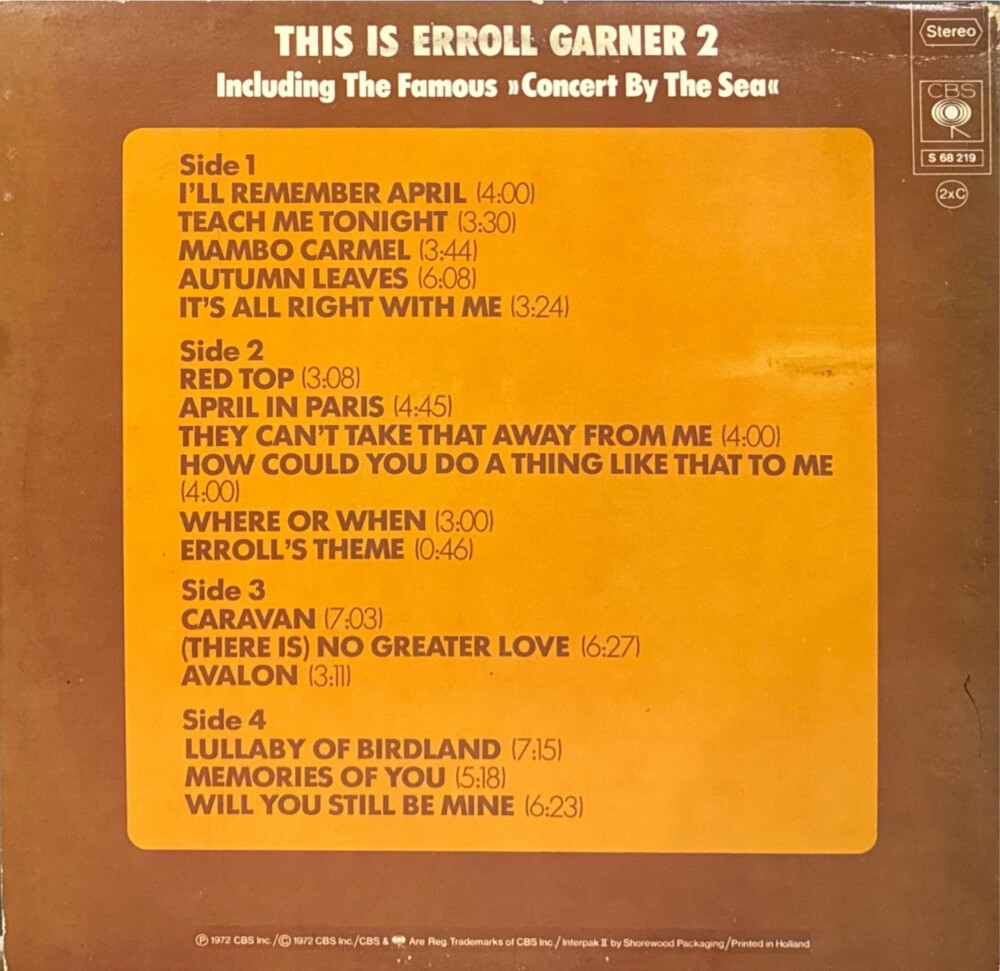 THIS IS ERROLL GARNER 2
Including The Famous »Concert By The Sea«
Stereo
CBS
S 68 219
2xC
Side 1
I'LL REMEMBER APRIL (4:00)
TEACH ME TONIGHT (3:30)
MAMBO CARMEL (3:44)
AUTUMN LEAVES (6:08)
IT'S ALL RIGHT WITH ME (3:24)
Side 2
RED TOP (3:08)
APRIL IN PARIS (4:45)
THEY CAN'T TAKE THAT AWAY FROM ME (4:00)
HOW COULD YOU DO A THING LIKE THAT TO ME
(4:00)
WHERE OR WHEN (3:00)
ERROLL'S THEME (0:46)
Side 3
CARAVAN (7:03)
(THERE IS) NO GREATER LOVE (6:27)
AVALON (3:11)
Side 4
LULLABY OF BIRDLAND (7:15)
MEMORIES OF YOU (5:18)
WILL YOU STILL BE MINE (6:23)
Ⓟ 1972 CBS Inc./© 1972 CBS Inc./CBS & Are Reg. Trademarks of CBS Inc./Interpak II by Shorewood Packaging/Printed in Holland